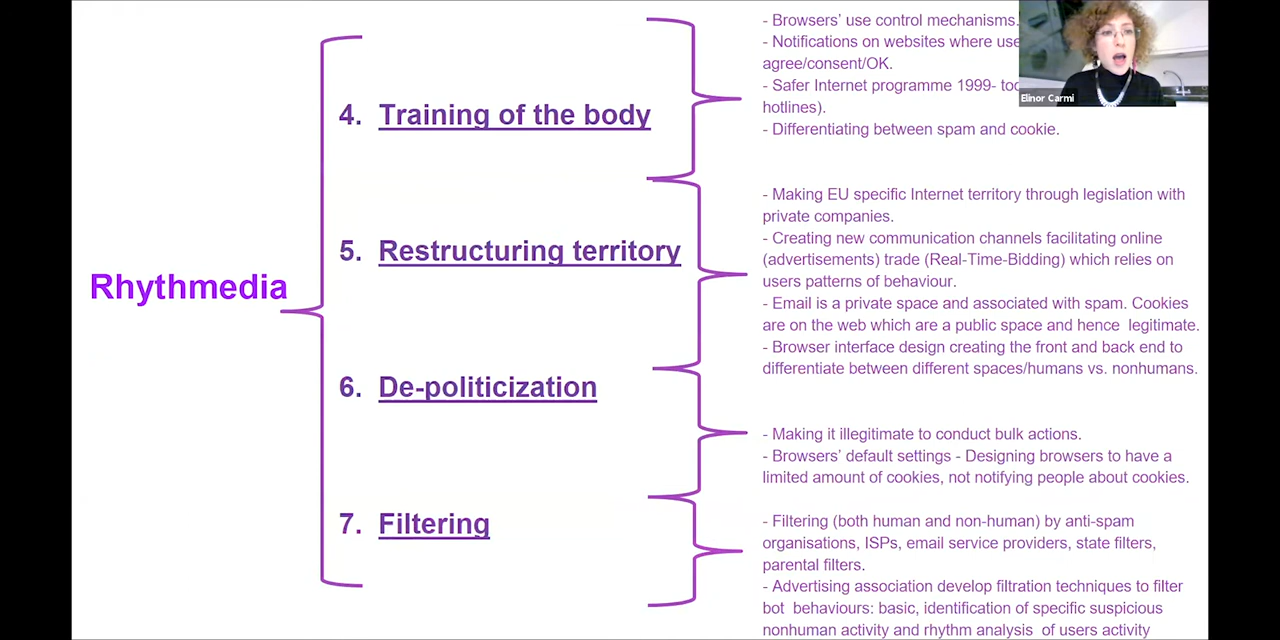 Rhythmedia
4. Training of the body
- Browsers' use control mechanisms.
- Notifications on websites where
agree/consent/OK.
- Safer Internet programme 1999-
hotlines).
- Differentiating between spam and cookie.
Elinor Carmi
5. Restructuring territory
- Making EU specific Internet territory through legislation with
private companies.
- Creating new communication channels facilitating online
(advertisements) trade (Real-Time-Bidding) which relies on
users patterns of behaviour.
- Email is a private space and associated with spam. Cookies
are on the web which are a public space and hence legitimate.
- Browser interface design creating the front and back end to
differentiate between different spaces/humans vs. nonhumans.
6. De-politicization
- Making it illegitimate to conduct bulk actions.
- Browsers' default settings - Designing browsers to have a
limited amount of cookies, not notifying people about cookies.
7. Filtering
- Filtering (both human and non-human) by anti-spam
organisations, ISPs, email service providers, state filters,
parental filters.
- Advertising association develop filtration techniques to filter
bot behaviours: basic, identification of specific suspicious
nonhuman activity and rhythm analysis of users activity